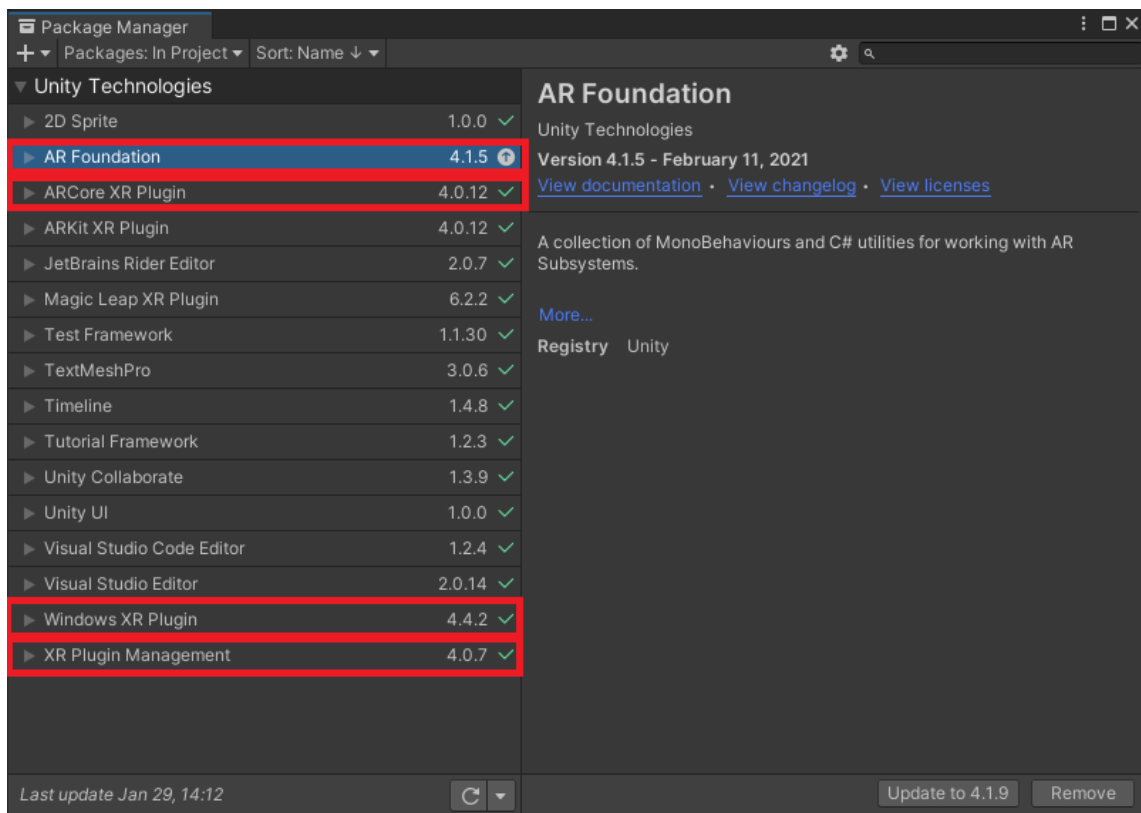 Package Manager
Packages: In Project Sort: Name ↓
Unity Technologies
2D Sprite 1.0.0
AR Foundation 4.1.5
ARCore XR Plugin 4.0.12
ARKit XR Plugin 4.0.12
JetBrains Rider Editor 2.0.7
Magic Leap XR Plugin 6.2.2
Test Framework 1.1.30
TextMeshPro 3.0.6
Timeline 1.4.8
Tutorial Framework 1.2.3
Unity Collaborate 1.3.9
Unity UI 1.0.0
Visual Studio Code Editor 1.2.4
Visual Studio Editor 2.0.14
Windows XR Plugin 4.4.2
XR Plugin Management 4.0.7
Last update Jan 29, 14:12
AR Foundation
Unity Technologies
Version 4.1.5 - February 11, 2021
View documentation • View changelog • View licenses
A collection of MonoBehaviours and C# utilities for working with AR
Subsystems.
More...
Registry Unity
Update to 4.1.9 Remove